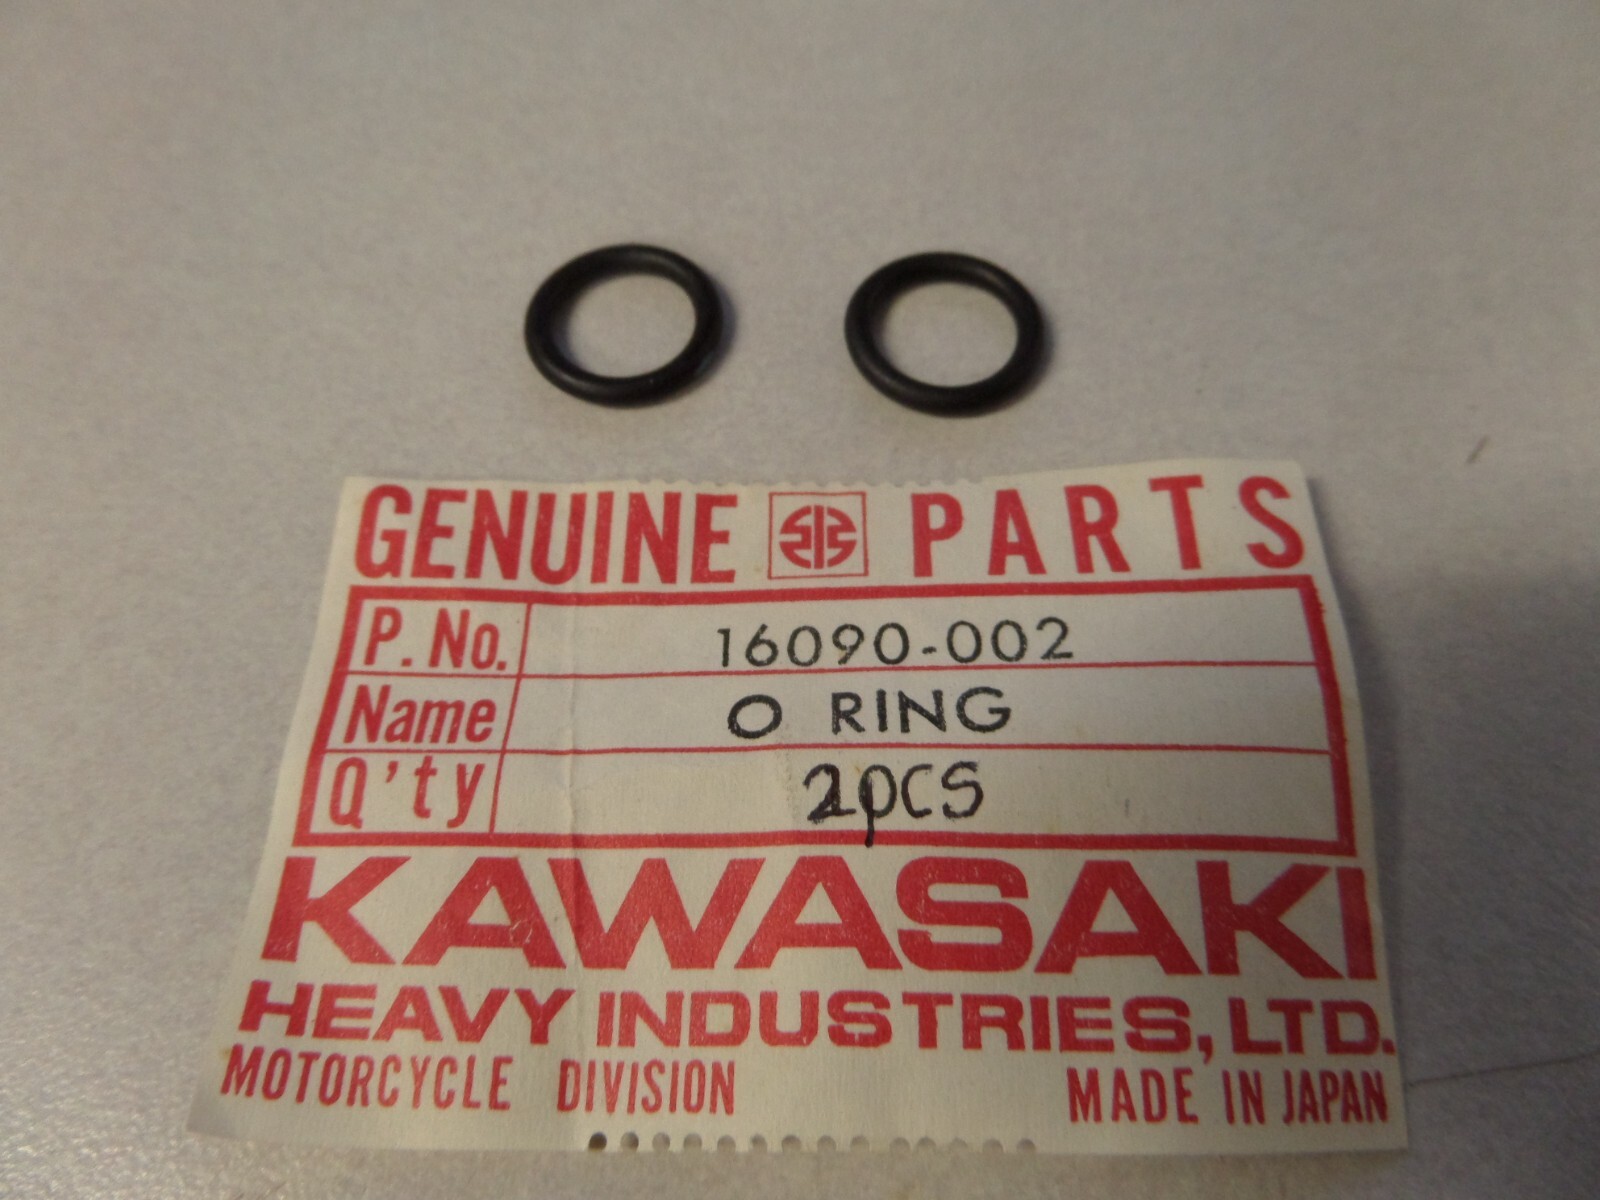 GENUINE PARTS
P. No. 16090-002
Name O RING
Q'ty 2PCS
KAWASAKI
HEAVY INDUSTRIES, LTD.
MOTORCYCLE DIVISION MADE IN JAPAN